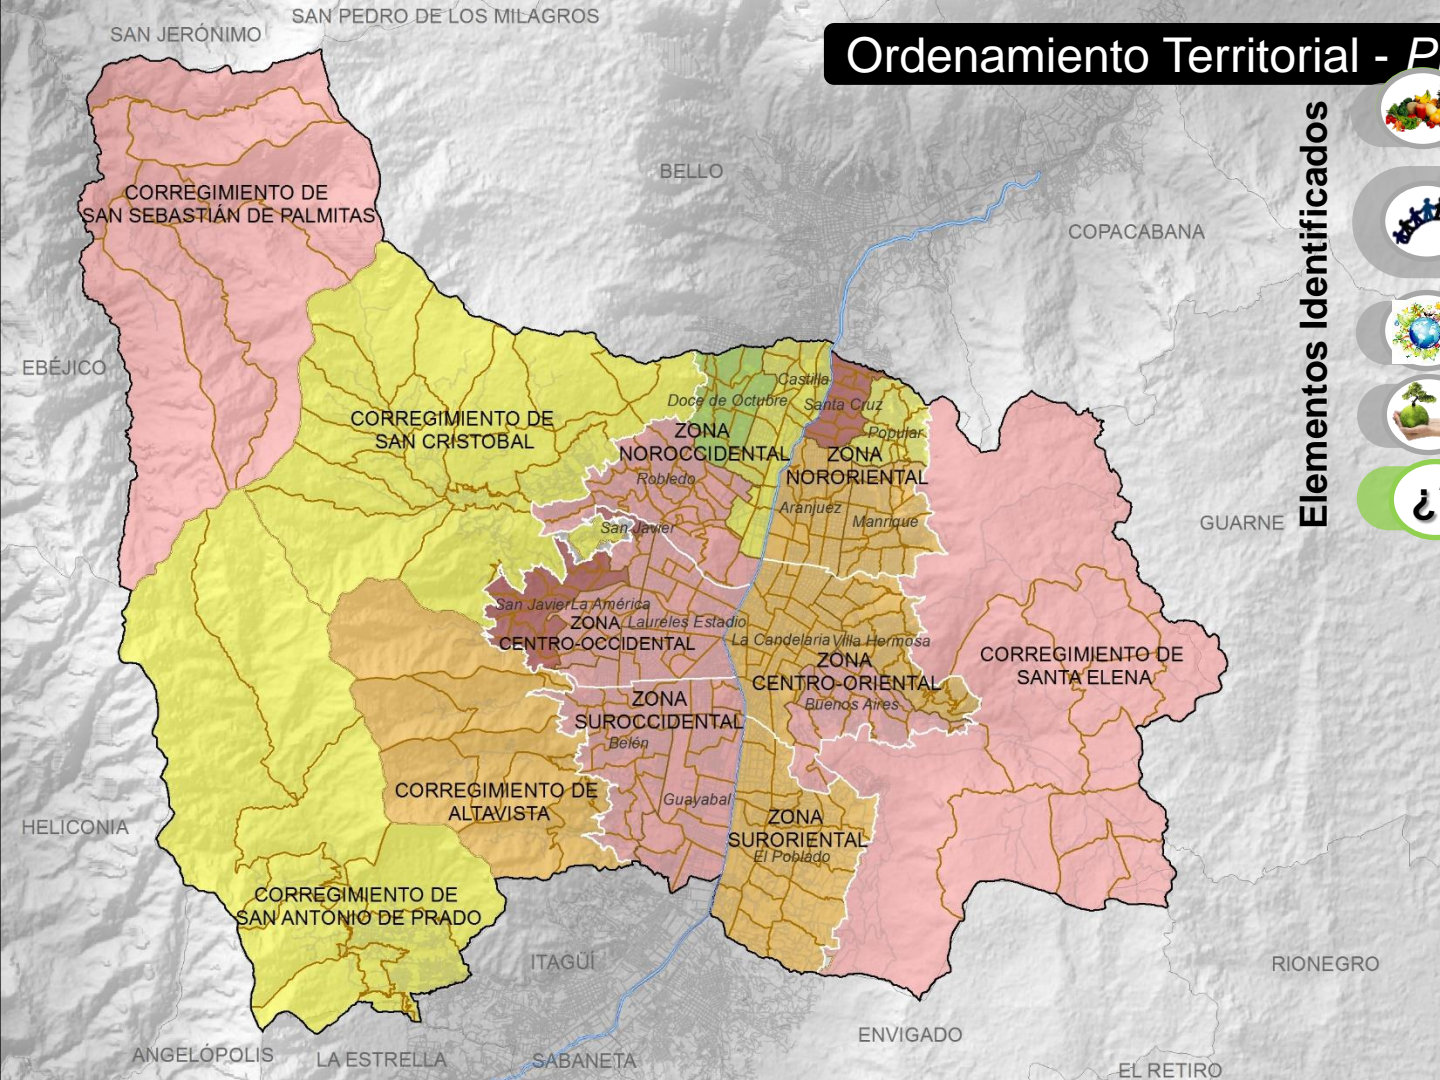 SAN PEDRO DE LOS MILAGROS
SAN JERÓNIMO
Ordenamiento Territorial - P
Elementos Identificados
BELLO
CORREGIMIENTO DE
SAN SEBASTIÁN DE PALMITAS
COPACABANA
EBÉJICO
Castilla
Doce de Octubre
Santa Cruz
CORREGIMIENTO DE
SAN CRISTOBAL
ZONA
NOROCCIDENTAL
Popular
ZONA
NORORIENTAL
Robledo
Aranjuez
Manrique
San Javier
GUARNE
¿
San Javier
La América
ZONA
CENTRO-OCCIDENTAL
Laureles Estadio
La Candelaria
Villa Hermosa
ZONA
CENTRO-ORIENTAL
CORREGIMIENTO DE
SANTA ELENA
ZONA
SUROCCIDENTAL
Buenos Aires
Belén
CORREGIMIENTO DE
ALTAVISTA
Guayabal
ZONA
SURORIENTAL
El Poblado
HELICONIA
CORREGIMIENTO DE
SAN ANTONIO DE PRADO
ITAGÜÍ
RIONEGRO
ENVIGADO
ANGELÓPOLIS
LA ESTRELLA
SABANETA
EL RETIRO